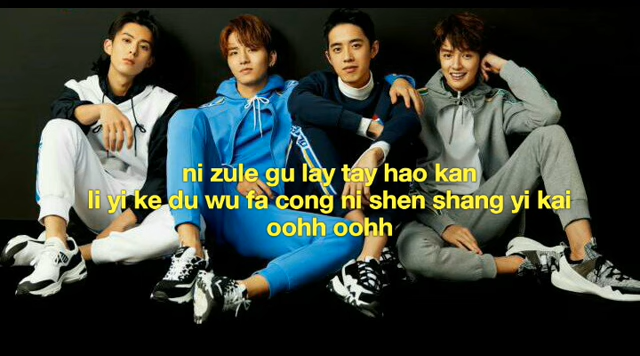 ni zule gu lay tay hao kan
li yi ke du wu fa cong ni shen shang yi kai
oohh oohh